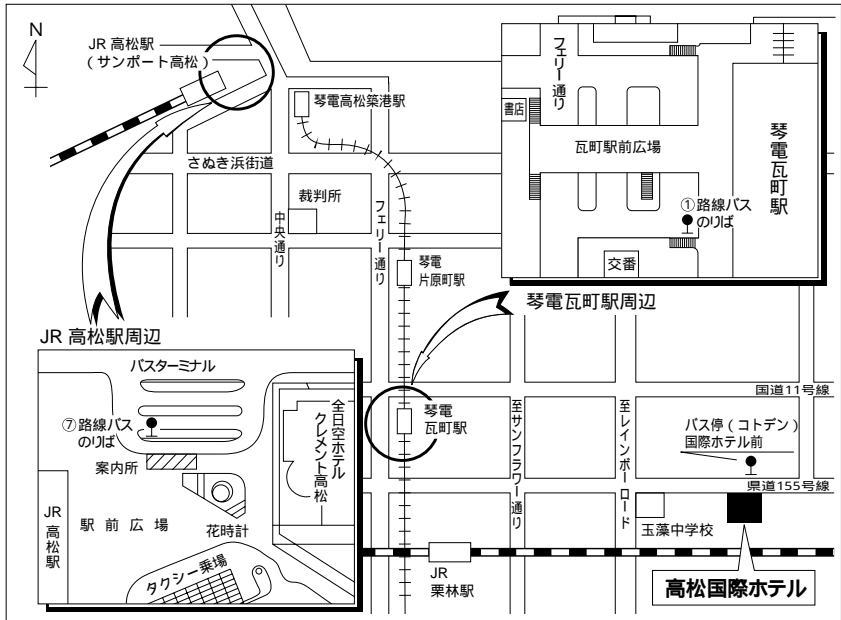 N
JR 高松駅
（サンポート高松）
琴電高松築港駅
さぬき浜街道
裁判所
中央通り
フェリー通り
琴電
片原町駅
フェリー通り
書店
瓦町駅前広場
琴電瓦町駅
①路線バス
のりば
交番
琴電瓦町駅周辺
JR 高松駅周辺
バスターミナル
⑦路線バス
のりば
案内所
全日空ホテル
クレメント高松
JR
高松駅
駅前広場
花時計
タクシー乗場
琴電
瓦町駅
至サンフラワー通り
至レインボーロード
国道11号線
バス停（コトデン）
国際ホテル前
県道155号線
玉藻中学校
JR
栗林駅
高松国際ホテル